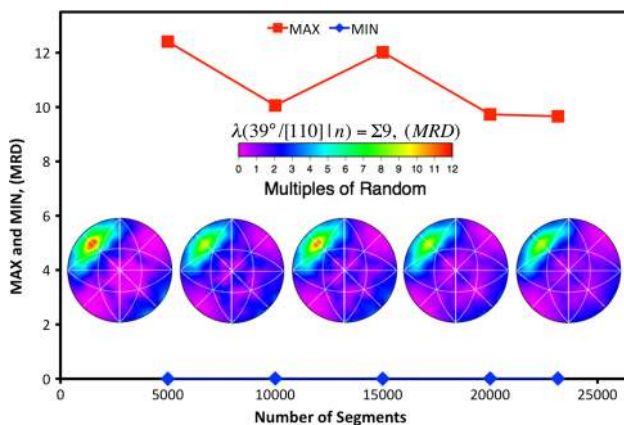 MAX MIN
12
10
8
6
4
2
0
λ(39°/[110] | n) = Σ9, (MRD)
0 1 2 3 4 5 6 7 8 9 10 11 12
Multiples of Random
MAX and MIN, (MRD)
0 5000 10000 15000 20000 25000
Number of Segments